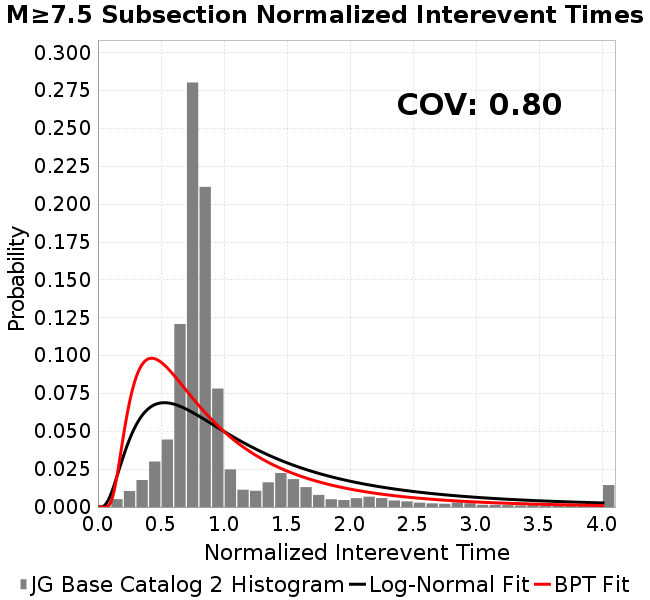 M≥7.5 Subsection Normalized Interevent Times
COV: 0.80
Probability
0.300
0.275
0.250
0.225
0.200
0.175
0.150
0.125
0.100
0.075
0.050
0.025
0.000
0.0 0.5 1.0 1.5 2.0 2.5 3.0 3.5 4.0
Normalized Interevent Time
JG Base Catalog 2 Histogram Log-Normal Fit BPT Fit